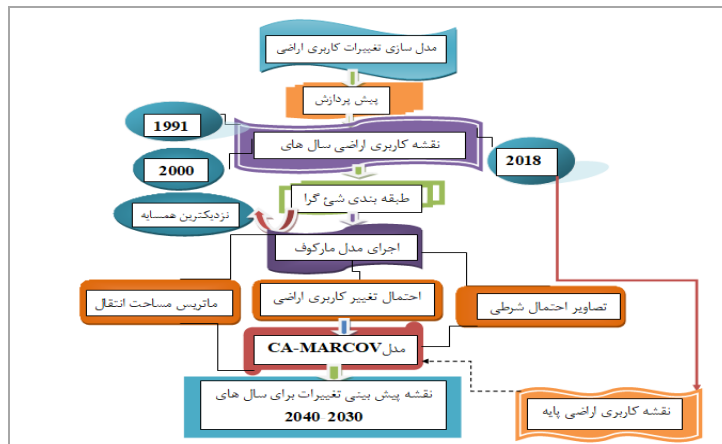 مدل سازی تغییرات کاربری اراضی
پیش پردازش
1991
نقشه کاربری اراضی سال های
2018
2000
طبقه بندی شئ گرا
نزدیکترین همسایه
اجرای مدل مارکوف
ماتریس مساحت انتقال
احتمال تغییر کاربری اراضی
تصاویر احتمال شرطی
مدل CA-MARCOV
نقشه پیش بینی تغییرات برای سال های
2040-2030
نقشه کاربری اراضی پایه